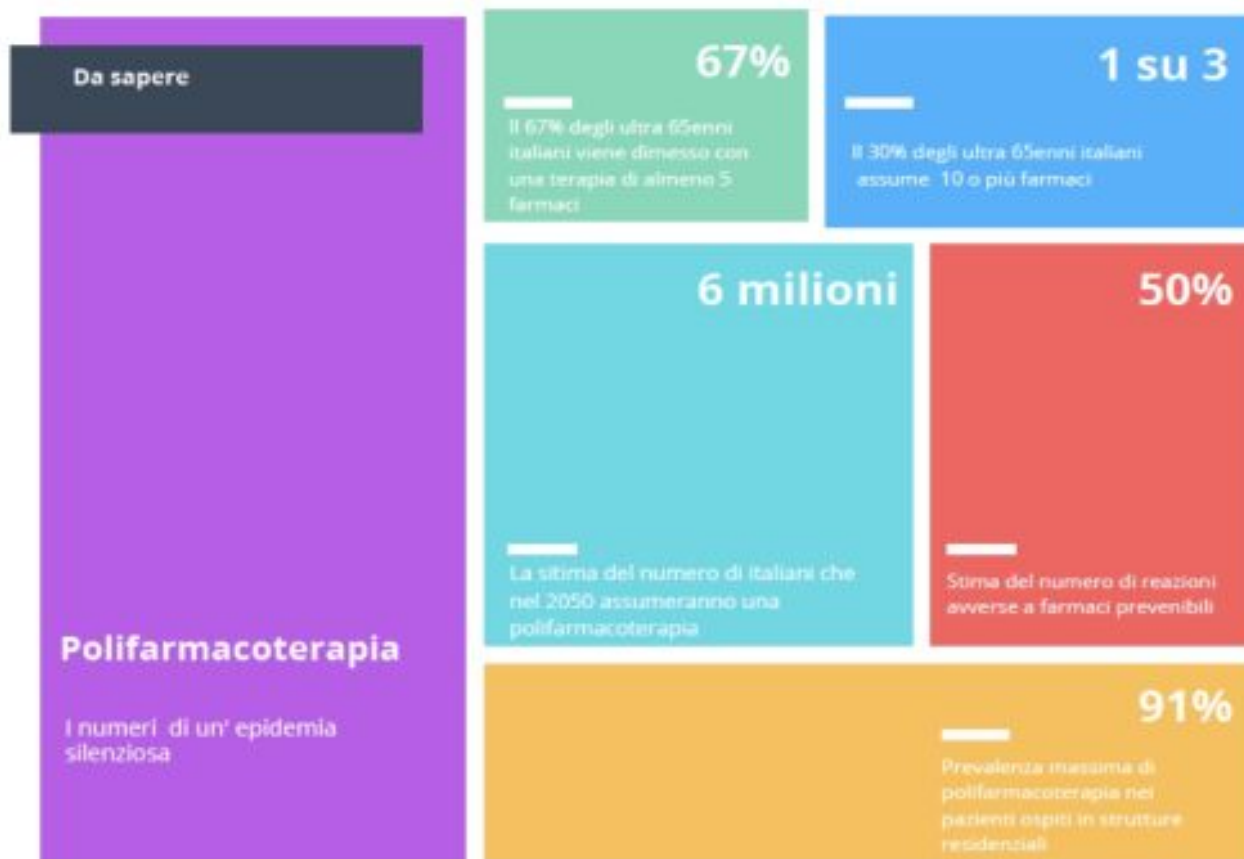 Da sapere
Polifarmacoterapia
I numeri di un' epidemia
silenziosa
67%
Il 67% degli ultra 65enni
italiani viene dimesso con
una terapia di almeno 5
farmaci
1 su 3
Il 30% degli ultra 65enni italiani
assume 10 o più farmaci
6 milioni
La sitima del numero di italiani che
nel 2050 assumeranno una
polifarmacoterapia
50%
Stima del numero di reazioni
avverse a farmaci prevenibili
91%
Prevalenza massima di
polifarmacoterapia nei
pazienti ospiti in strutture
residenziali